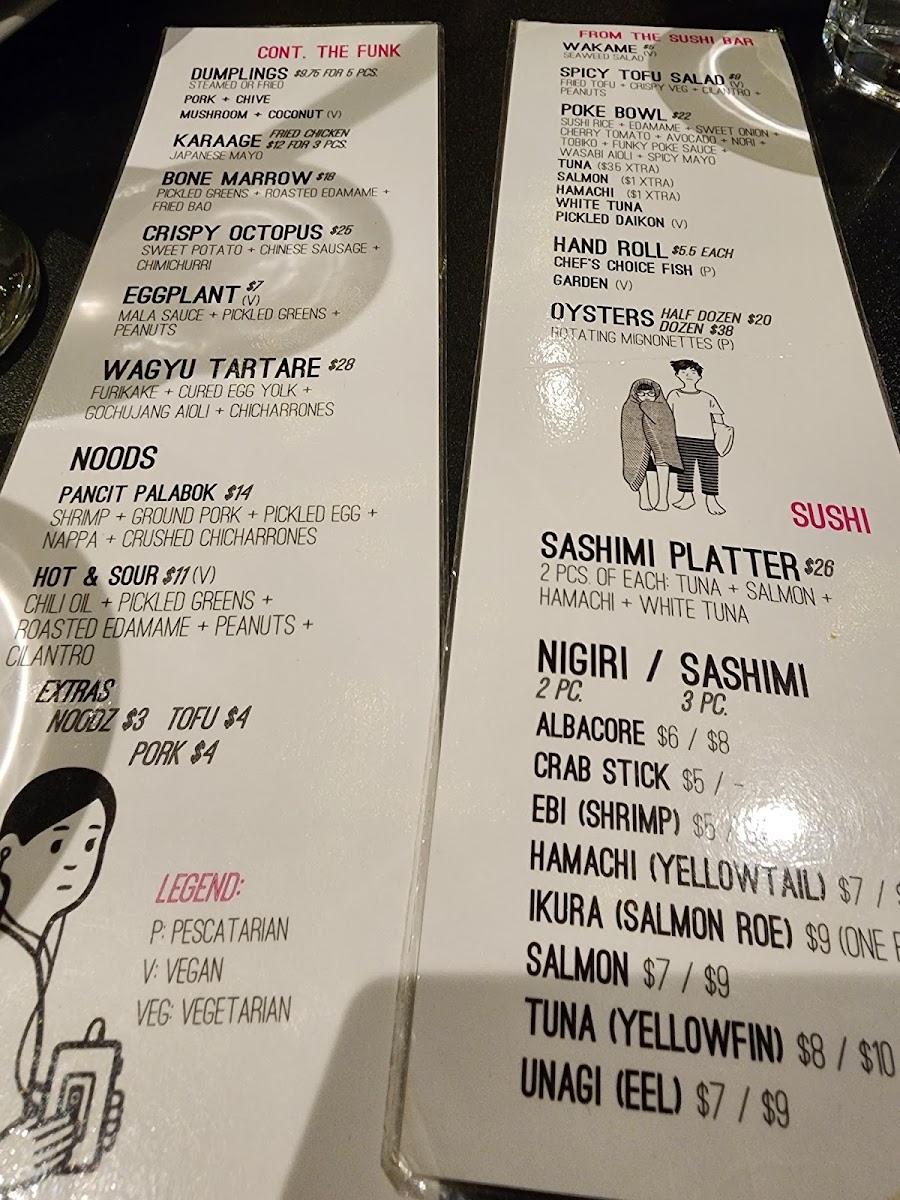 CONT. THE FUNK
DUMPLINGS $9.75 FOR 5 PCS.
STEAMED OR FRIED
PORK + CHIVE
MUSHROOM + COCONUT (V)
KARAAGE FRIED CHICKEN
$12 FOR 3 PCS.
JAPANESE MAYO
BONE MARROW $18
PICKLED GREENS + ROASTED EDAMAME +
FRIED BAO
CRISPY OCTOPUS $25
SWEET POTATO + CHINESE SAUSAGE +
CHIMICHURRI
EGGPLANT $7
(V)
MALA SAUCE + PICKLED GREENS +
PEANUTS
WAGYU TARTARE $28
FURIKAKE + CURED EGG YOLK +
GOCHUJANG AIOLI + CHICHARRONES
NOODS
PANCIT PALABOK $14
SHRIMP + GROUND PORK + PICKLED EGG +
NAPPA + CRUSHED CHICHARRONES
HOT & SOUR $11 (V)
CHILI OIL + PICKLED GREENS +
ROASTED EDAMAME + PEANUTS +
CILANTRO
EXTRAS
NOODZ $3 TOFU $4
PORK $4
LEGEND:
P: PESCATARIAN
V: VEGAN
VEG: VEGETARIAN
FROM THE SUSHI BAR
WAKAME $5
SEAWEED SALAD (V)
SPICY TOFU SALAD $9
(V)
FRIED TOFU + CRISPY VEG + CILANTRO +
PEANUTS
POKE BOWL $22
SUSHI RICE + EDAMAME + SWEET ONION +
CHERRY TOMATO + AVOCADO + NORI +
TOBIKO + FUNKY POKE SAUCE +
WASABI AIOLI + SPICY MAYO
TUNA ($3.5 XTRA)
SALMON ($1 XTRA)
HAMACHI ($1 XTRA)
WHITE TUNA
PICKLED DAIKON (V)
HAND ROLL $5.5 EACH
CHEF'S CHOICE FISH (P)
GARDEN (V)
OYSTERS HALF DOZEN $20
DOZEN $38
ROTATING MIGNONETTES (P)
SUSHI
SASHIMI PLATTER $26
2 PCS. OF EACH: TUNA + SALMON +
HAMACHI + WHITE TUNA
NIGIRI / SASHIMI
2 PC. 3 PC.
ALBACORE $6 / $8
CRAB STICK $5 / -
EBI (SHRIMP) $5 /
HAMACHI (YELLOWTAIL) $7 / $
IKURA (SALMON ROE) $9 (ONE
SALMON $7 / $9
TUNA (YELLOWFIN) $8 / $10
UNAGI (EEL) $7 / $9